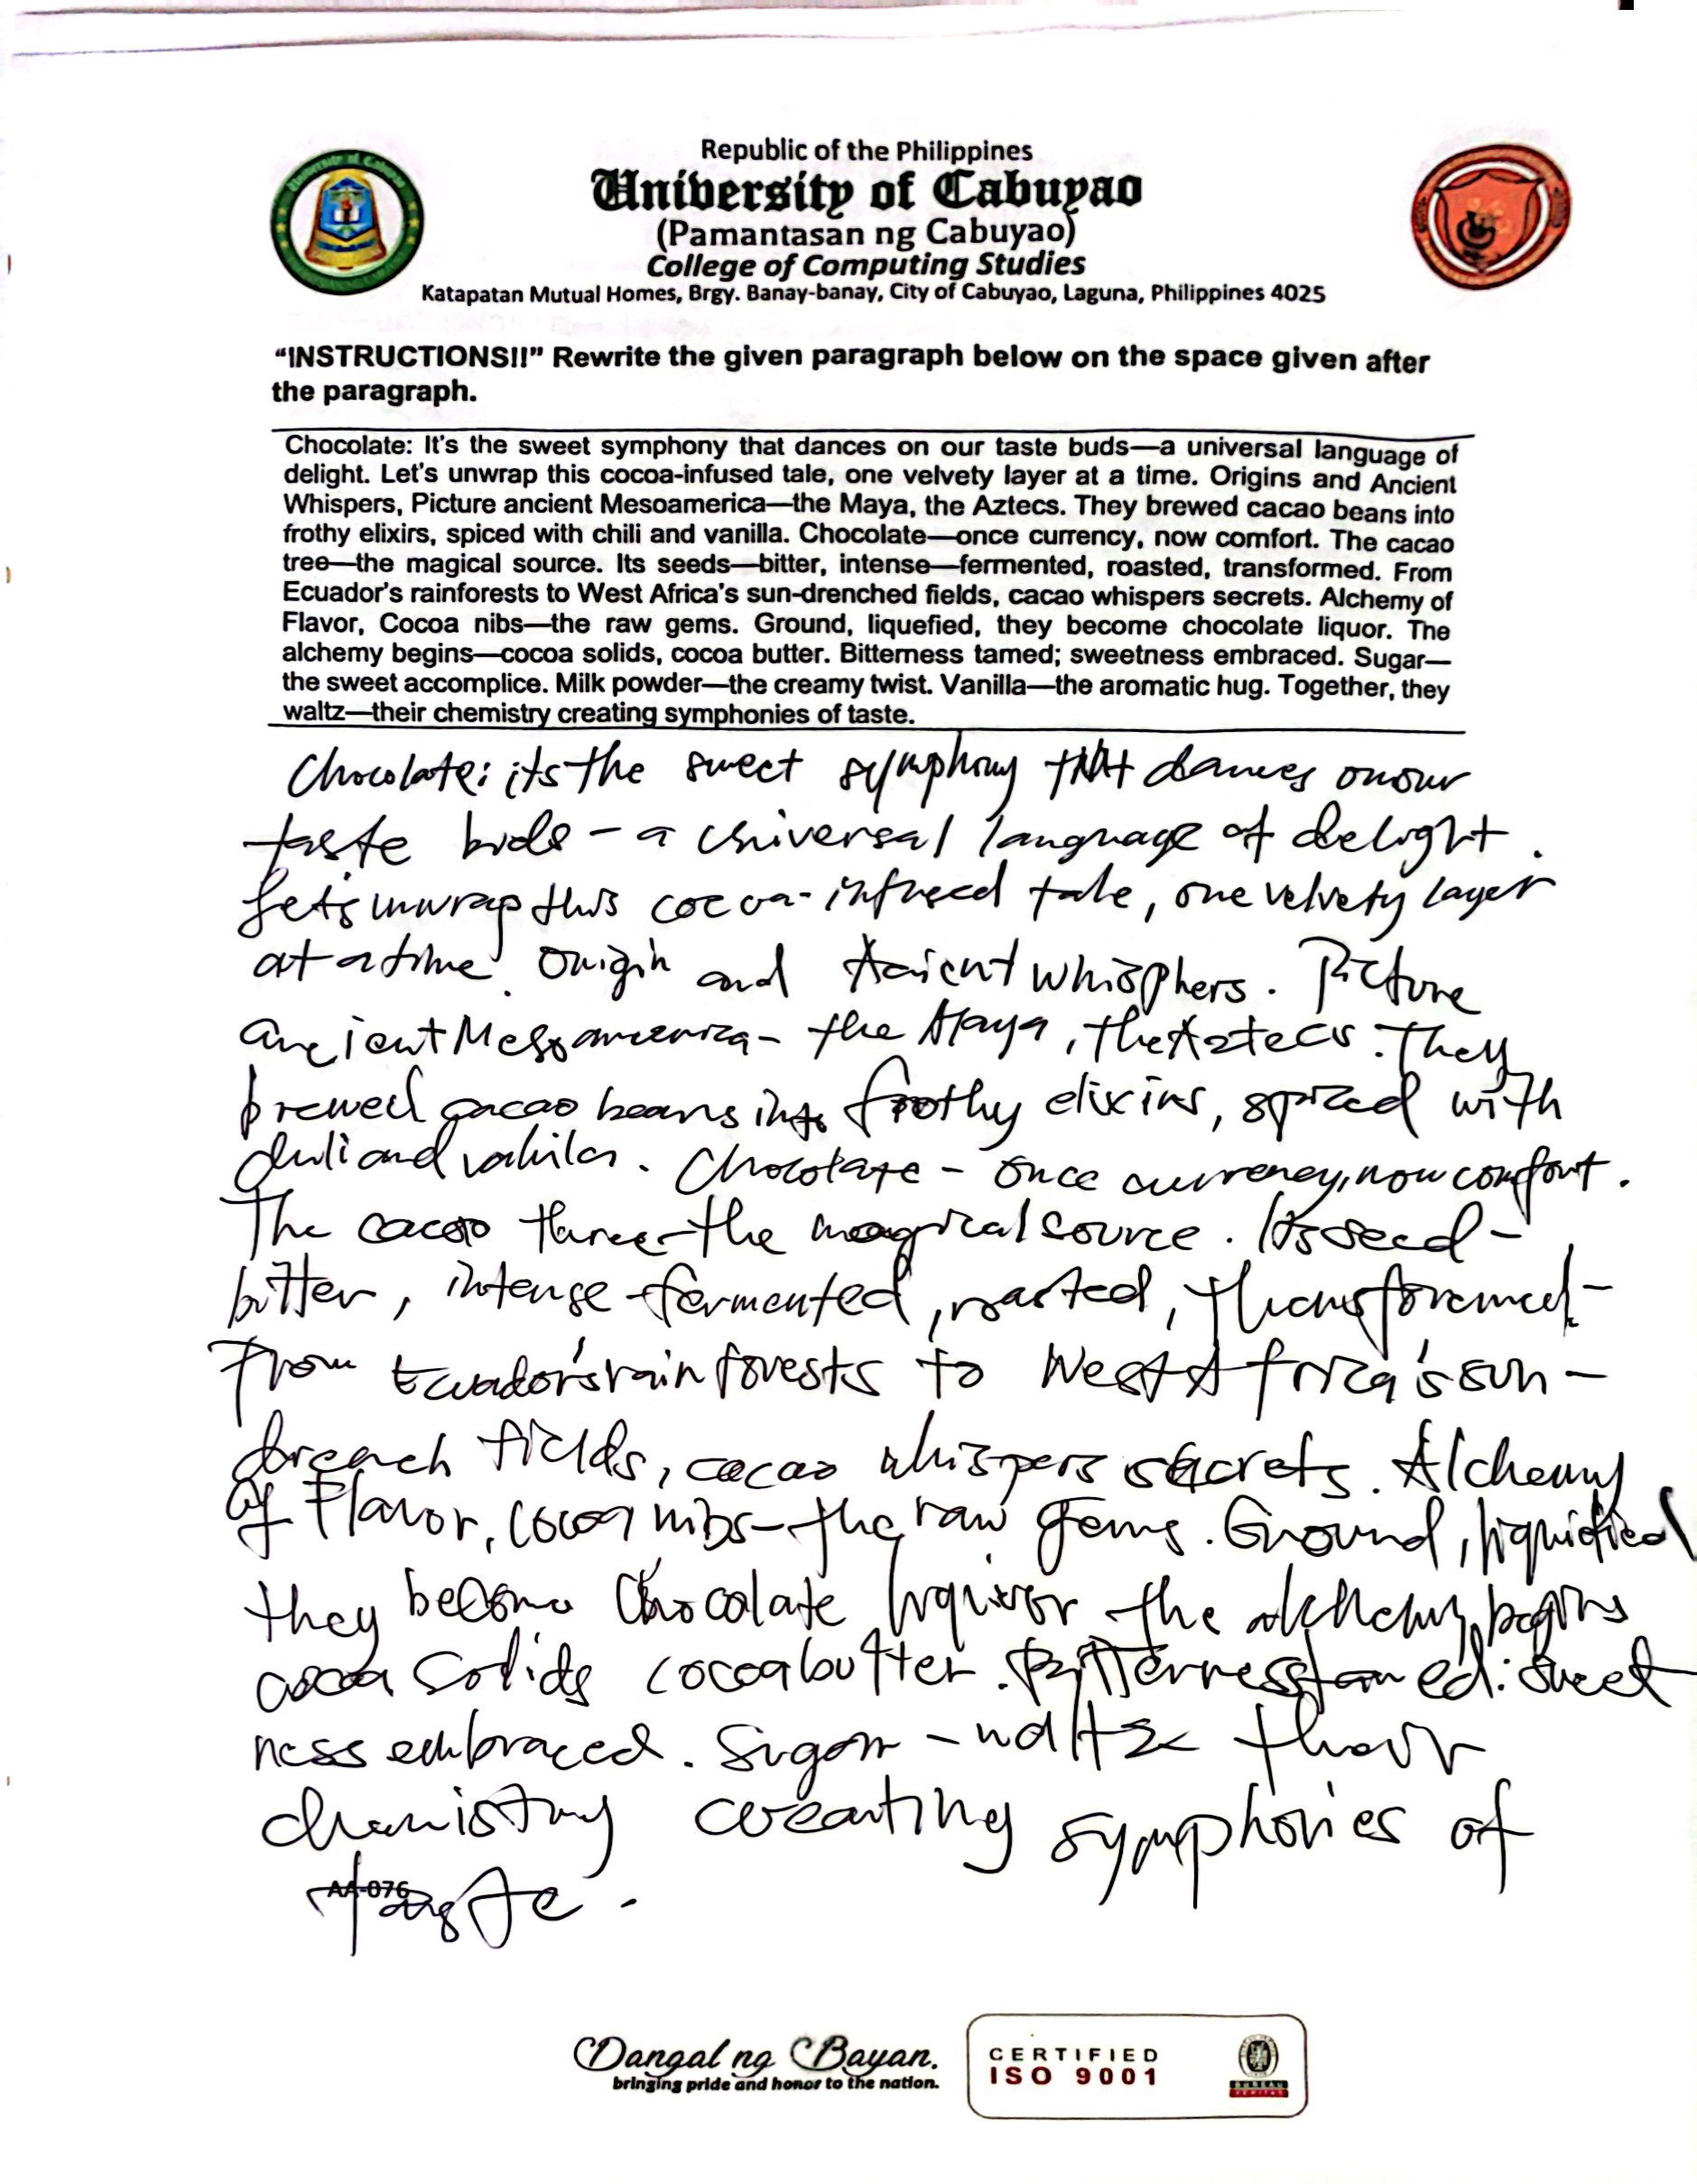 Republic of the Philippines
University of Cabuyao
(Pamantasan ng Cabuyao)
College of Computing Studies
Katapatan Mutual Homes, Brgy. Banay-banay, City of Cabuyao, Laguna, Philippines 4025
“INSTRUCTIONS!!” Rewrite the given paragraph below on the space given after
the paragraph.
Chocolate: It's the sweet symphony that dances on our taste buds—a universal language of
delight. Let's unwrap this cocoa-infused tale, one velvety layer at a time. Origins and Ancient
Whispers, Picture ancient Mesoamerica—the Maya, the Aztecs. They brewed cacao beans into
frothy elixirs, spiced with chili and vanilla. Chocolate—once currency, now comfort. The cacao
tree—the magical source. Its seeds—bitter, intense—fermented, roasted, transformed. From
Ecuador's rainforests to West Africa's sun-drenched fields, cacao whispers secrets. Alchemy of
Flavor, Cocoa nibs—the raw gems. Ground, liquefied, they become chocolate liquor. The
alchemy begins—cocoa solids, cocoa butter. Bitterness tamed; sweetness embraced. Sugar—
the sweet accomplice. Milk powder—the creamy twist. Vanilla—the aromatic hug. Together, they
waltz—their chemistry creating symphonies of taste.
Chocolate: its the sweet symphony that dances on our
taste buds - a universal language of delight.
Let's unwrap this cocoa-infused tale, one velvety layer
at a time. Origin and Ancient whisphers. Picture
ancient Mesoamerica - the Maya, the Aztecs. They
brewed cacao beans into frothy elixirs, spiced with
chili and vanila. Chocolate - once currency, now comfort.
The cacao the magical source. Its seed -
bitter, intense - fermented, roasted, transformed -
From Ecuador's rainforests to West Africa's sun -
fields, cacao whispers secrets. Alchemy
of Flavor, Cocoa nibs - the raw gems. Ground, liquified
they become Chocolate liquor the alchemy begins
cocoa solids cocoa butter. Bitterness tamed: sweet
ness embraced. Sugar - waltz their
chemistry creating symphonies of
taste.
AA-076
Dangal ng Bayan.
bringing pride and honor to the nation.
CERTIFIED
ISO 9001
BUREAU
VERITAS